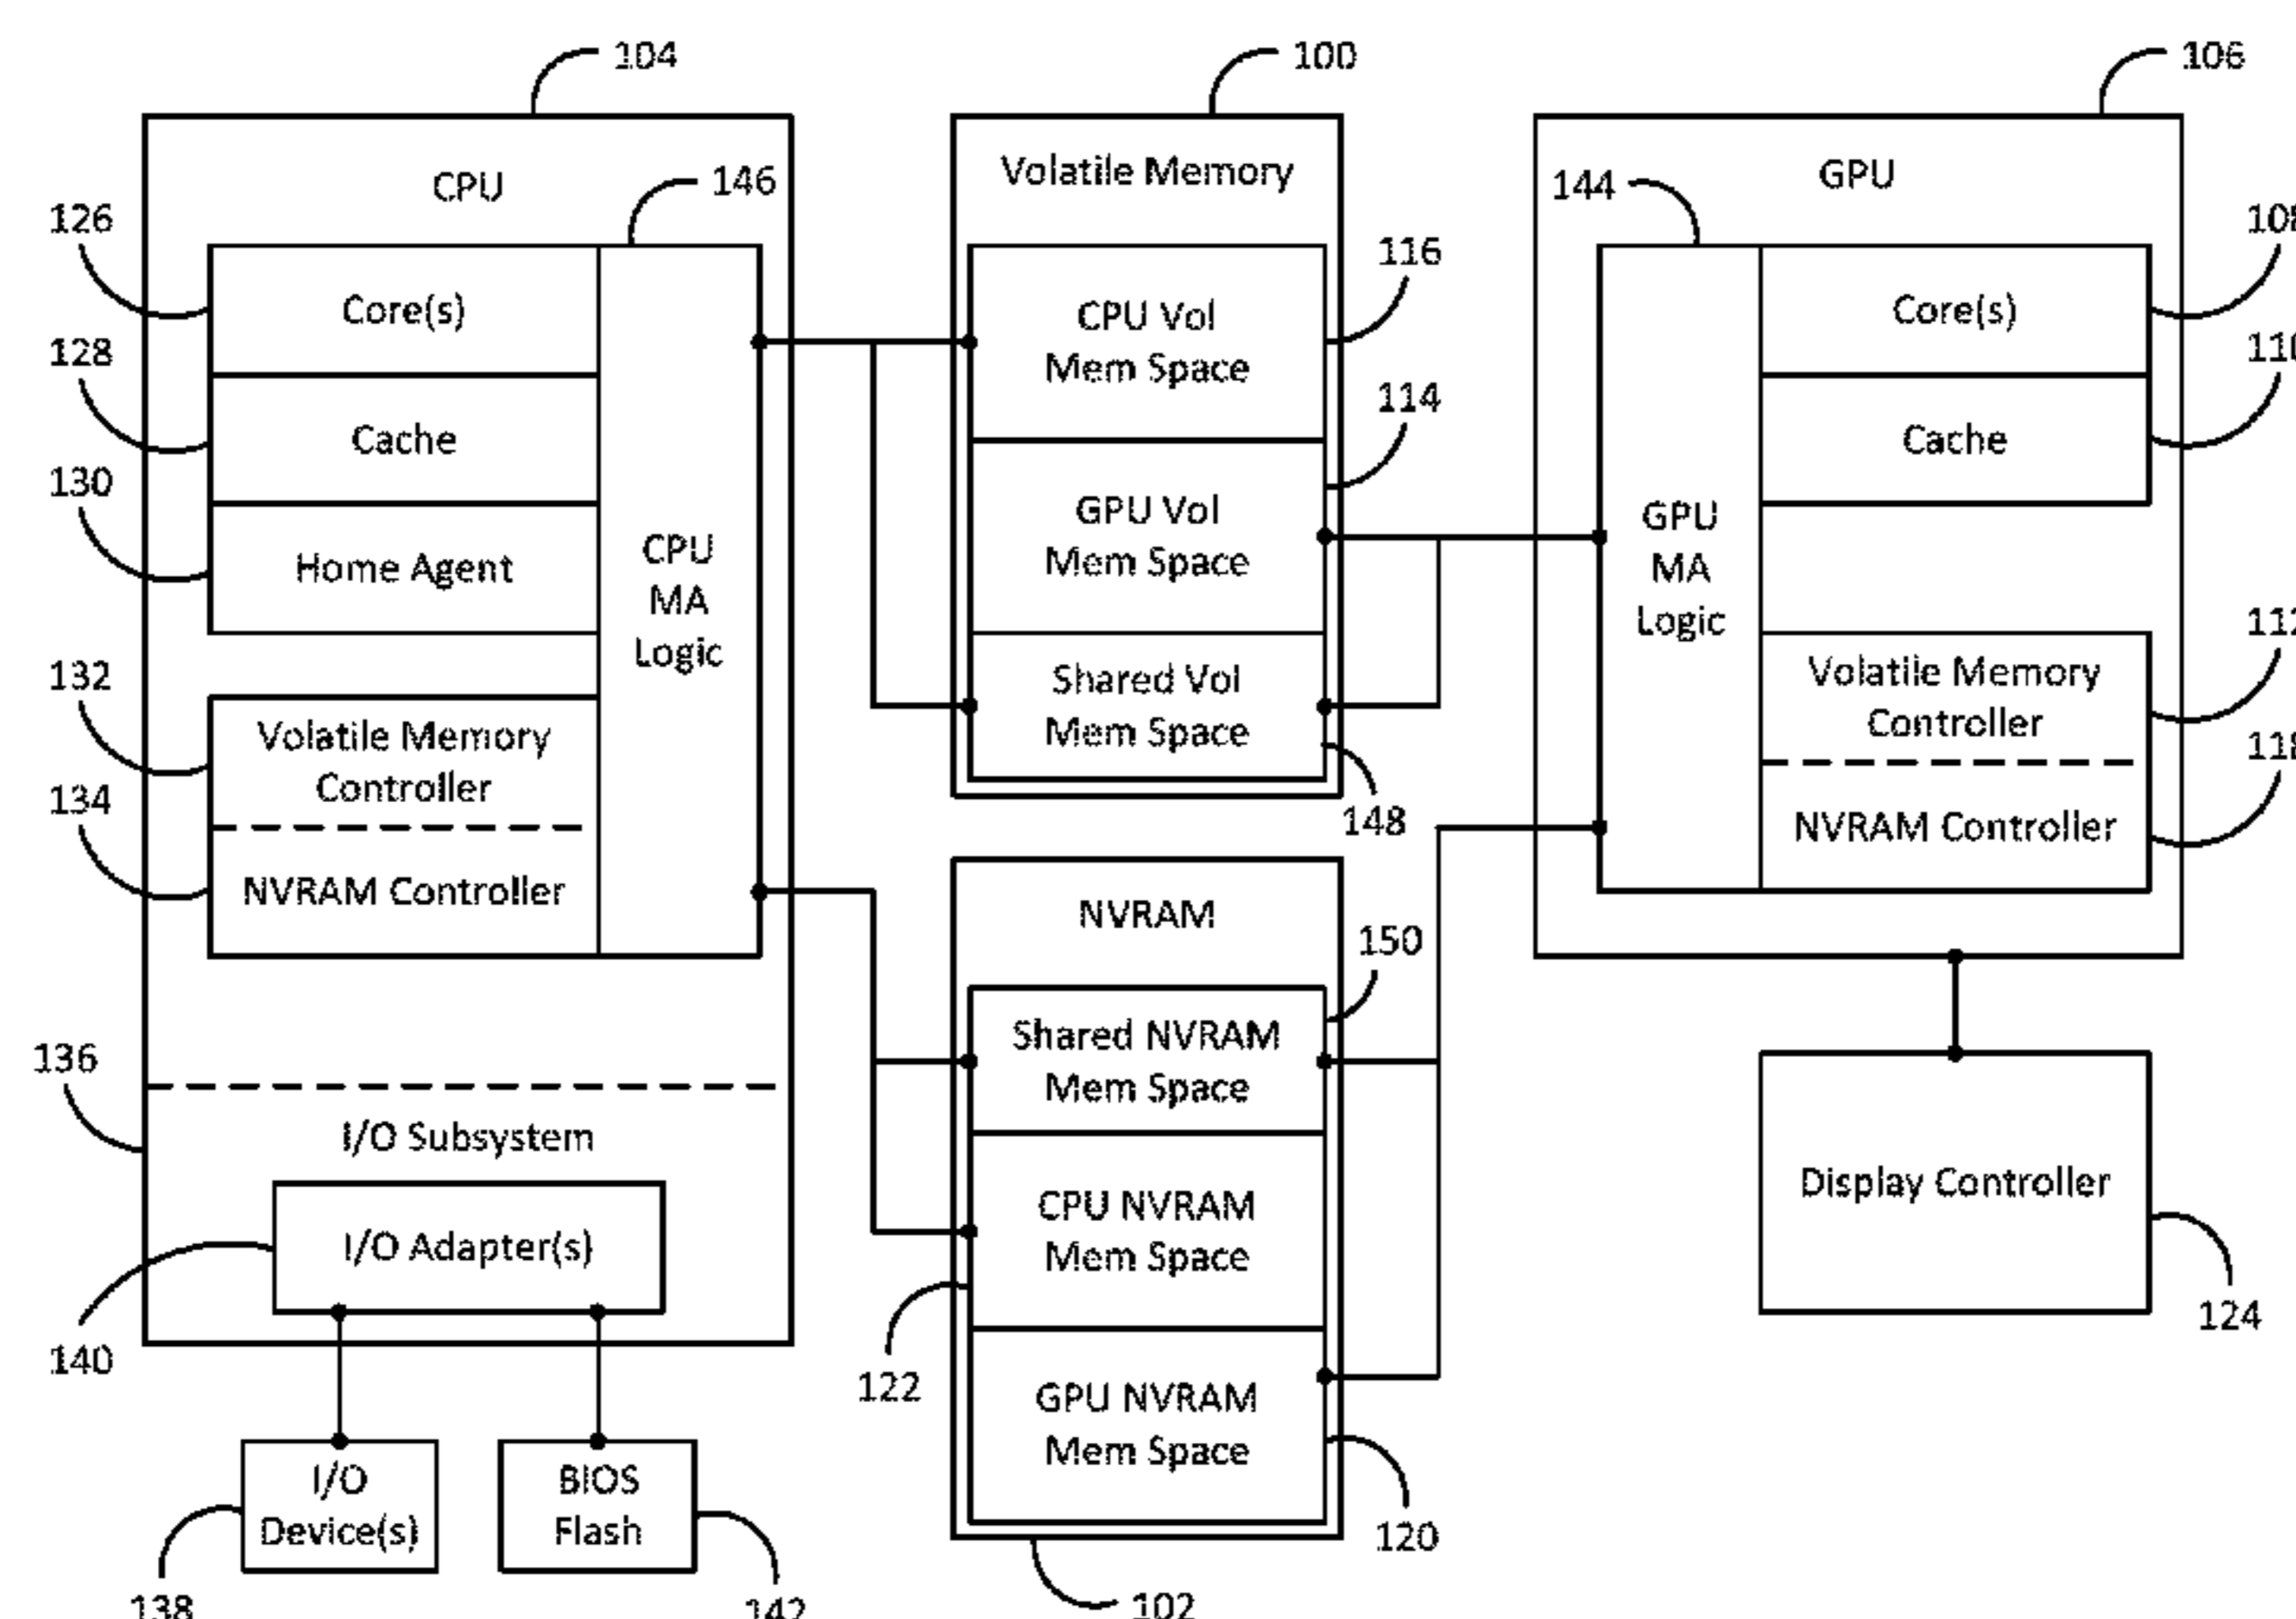 104
100
106
CPU
146
Volatile Memory
144
GPU
126
Core(s)
116
CPU Vol
Mem Space
Core(s)
128
Cache
114
Cache
130
Home Agent
CPU
MA
Logic
GPU Vol
Mem Space
GPU
MA
Logic
132
Volatile Memory
Controller
Shared Vol
Mem Space
Volatile Memory
Controller
134
NVRAM Controller
148
NVRAM Controller
NVRAM
150
136
Shared NVRAM
Mem Space
I/O Subsystem
I/O Adapter(s)
CPU NVRAM
Mem Space
Display Controller
140
122
124
GPU NVRAM
Mem Space
I/O
Device(s)
BIOS
Flash
120
138
142
102